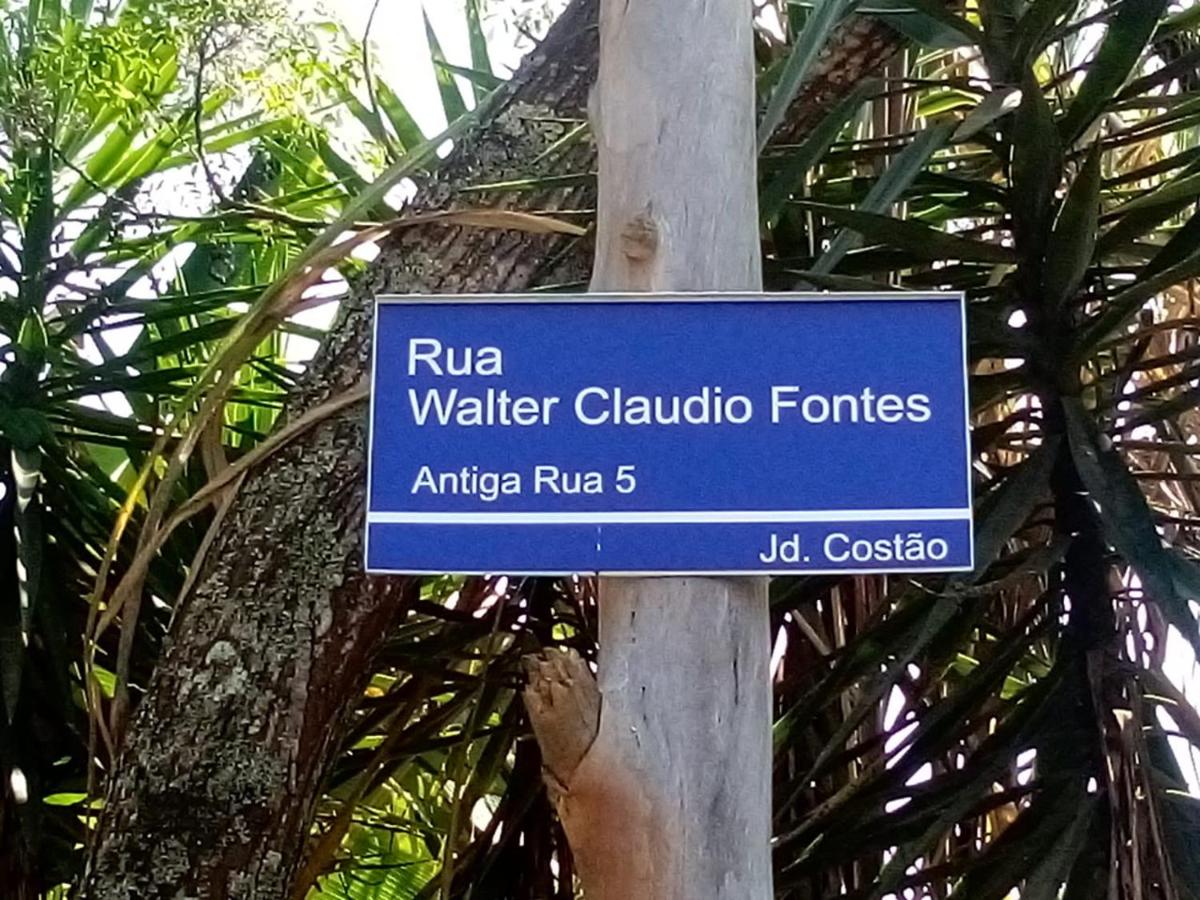 Rua
Walter Claudio Fontes
Antiga Rua 5
Jd. Costão